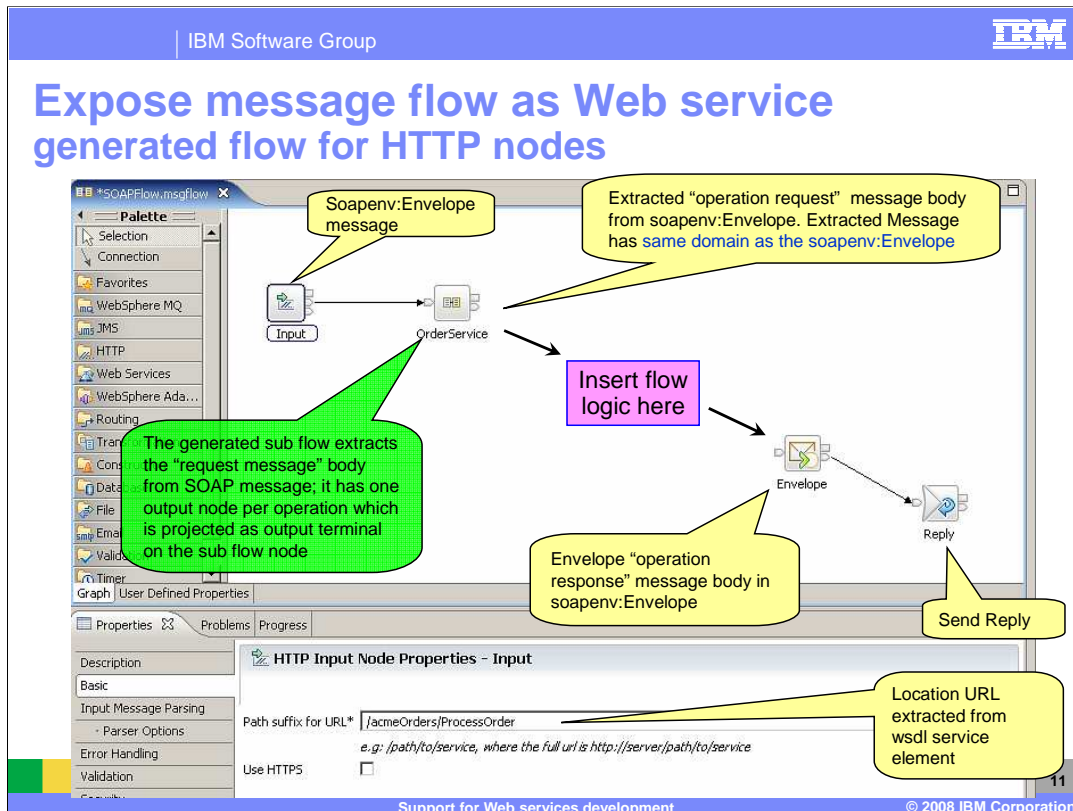 IBM Software Group
IBM
Expose message flow as Web service
generated flow for HTTP nodes
*SOAPFlow.msgflow
Palette
Selection
Connection
Favorites
WebSphere MQ
JMS
HTTP
Web Services
WebSphere Ada...
Routing
Database
File
Timer
Graph
User Defined Properties
Soapenv:Envelope
message
Extracted “operation request” message body
from soapenv:Envelope. Extracted Message
has same domain as the soapenv:Envelope
Input
OrderService
Insert flow
logic here
The generated sub flow extracts
the “request message” body
from SOAP message; it has one
output node per operation which
is projected as output terminal
on the sub flow node
Envelope
Reply
Envelope “operation
response” message body in
soapenv:Envelope
Send Reply
Properties
Problems
Progress
Description
Basic
Input Message Parsing
- Parser Options
Error Handling
Validation
HTTP Input Node Properties - Input
Path suffix for URL* /acmeOrders/ProcessOrder
e.g: /path/to/service, where the full url is http://server/path/to/service
Use HTTPS
Location URL
extracted from
wsdl service
element
11
Support for Web services development
© 2008 IBM Corporation